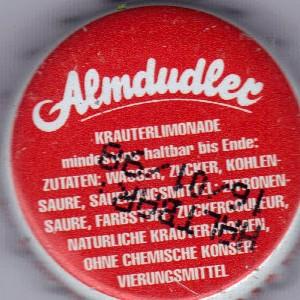 Almdudler
KRAUTERLIMONADE
mindestens haltbar bis Ende:
ZUTATEN: WASSER, ZUCKER, KOHLEN-
SAURE, SAUERUNGSMITTEL ZITRONEN-
SAURE, FARBSTOFF ZUCKERCOULEUR,
NATURLICHE KRAUTERAROMEN,
OHNE CHEMISCHE KONSER-
VIERUNGSMITTEL